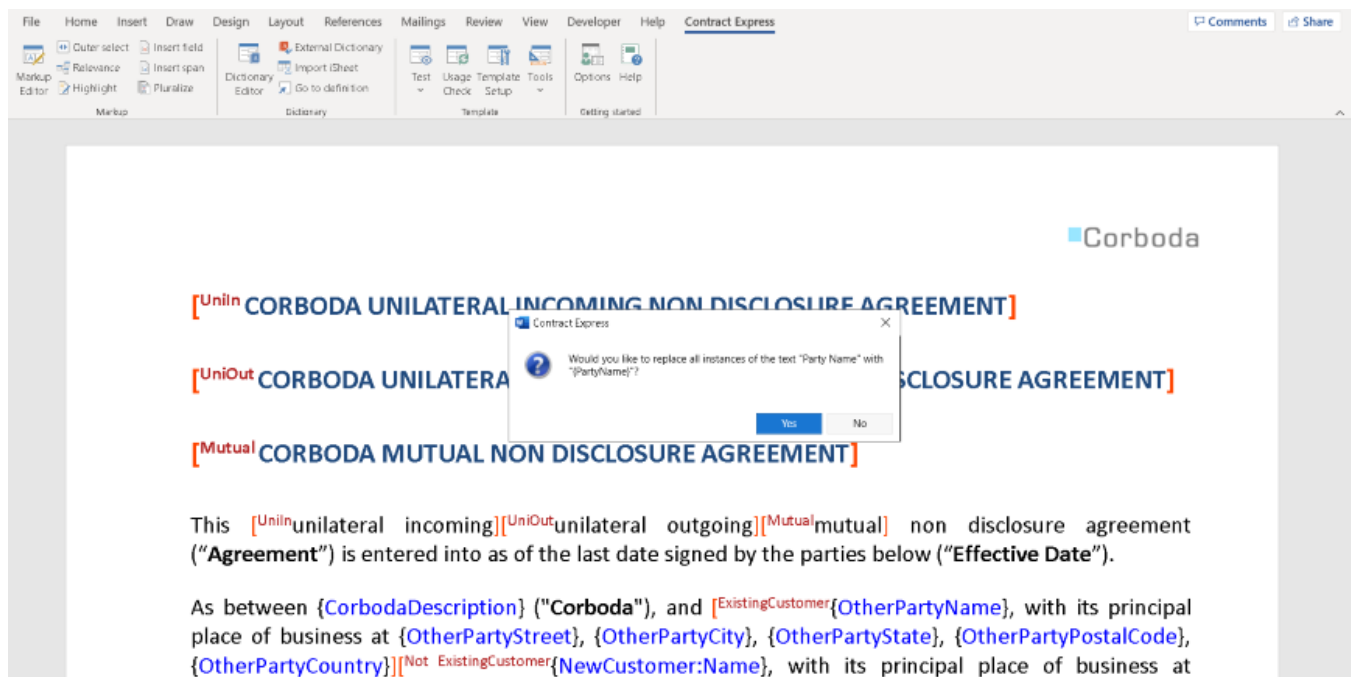 File Home Insert Draw Design Layout References Mailings Review View Developer Help Contract Express Comments Share
Outer select Insert field External Dictionary
Relevance Insert span Import iSheet
Highlight Pluralize Go to definition
Markup Dictionary Test Usage Template Tools Options Help
Editor Editor Check Setup
Markup Dictionary Template Getting started
Corboda
[UniIn CORBODA UNILATERAL INCOMING NON DISCLOSURE AGREEMENT]
Contract Express
Would you like to replace all instances of the text "Party Name" with
"{PartyName}"?
[UniOut CORBODA UNILATERA SCLOSURE AGREEMENT]
Yes No
[Mutual CORBODA MUTUAL NON DISCLOSURE AGREEMENT]
This [UniInunilateral incoming][UniOutunilateral outgoing][Mutualmutual] non disclosure agreement
(“Agreement”) is entered into as of the last date signed by the parties below (“Effective Date”).
As between {CorbodaDescription} ("Corboda"), and [ExistingCustomer{OtherPartyName}, with its principal
place of business at {OtherPartyStreet}, {OtherPartyCity}, {OtherPartyState}, {OtherPartyPostalCode},
{OtherPartyCountry}][Not ExistingCustomer{NewCustomer:Name}, with its principal place of business at